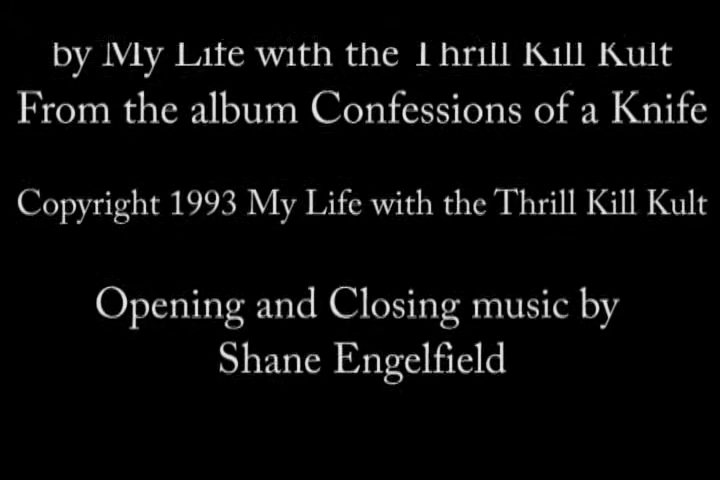 by My Life with the Thrill Kill Kult
From the album Confessions of a Knife
Copyright 1993 My Life with the Thrill Kill Kult
Opening and Closing music by
Shane Engelfield